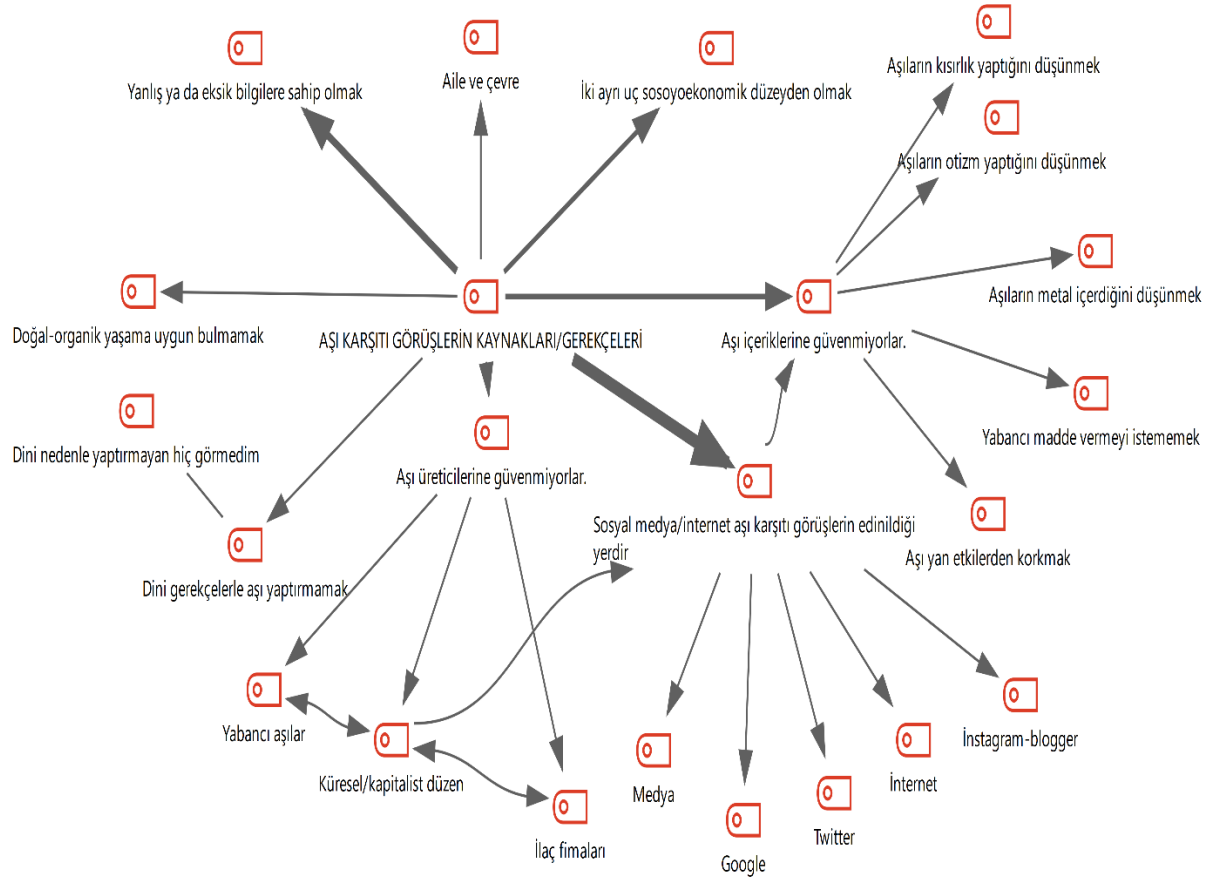 Yanlış ya da eksik bilgilere sahip olmak
Aile ve çevre
İki ayrı uç sosoyoekonomik düzeyden olmak
Aşıların kısırlık yaptığını düşünmek
Aşıların otizm yaptığını düşünmek
Doğal-organik yaşama uygun bulmamak
AŞI KARŞITI GÖRÜŞLERİN KAYNAKLARI/GEREKÇELERİ
Aşı içeriklerine güvenmiyorlar.
Aşıların metal içerdiğini düşünmek
Dini nedenle yaptırmayan hiç görmedim
Aşı üreticilerine güvenmiyorlar.
Yabancı madde vermeyi istememek
Sosyal medya/internet aşı karşıtı görüşlerin edinildiği
yerdir
Aşı yan etkilerden korkmak
Dini gerekçelerle aşı yaptırmamak
Yabancı aşılar
Küresel/kapitalist düzen
İlaç fimaları
Medya
Google
Twitter
İnternet
İnstagram-blogger